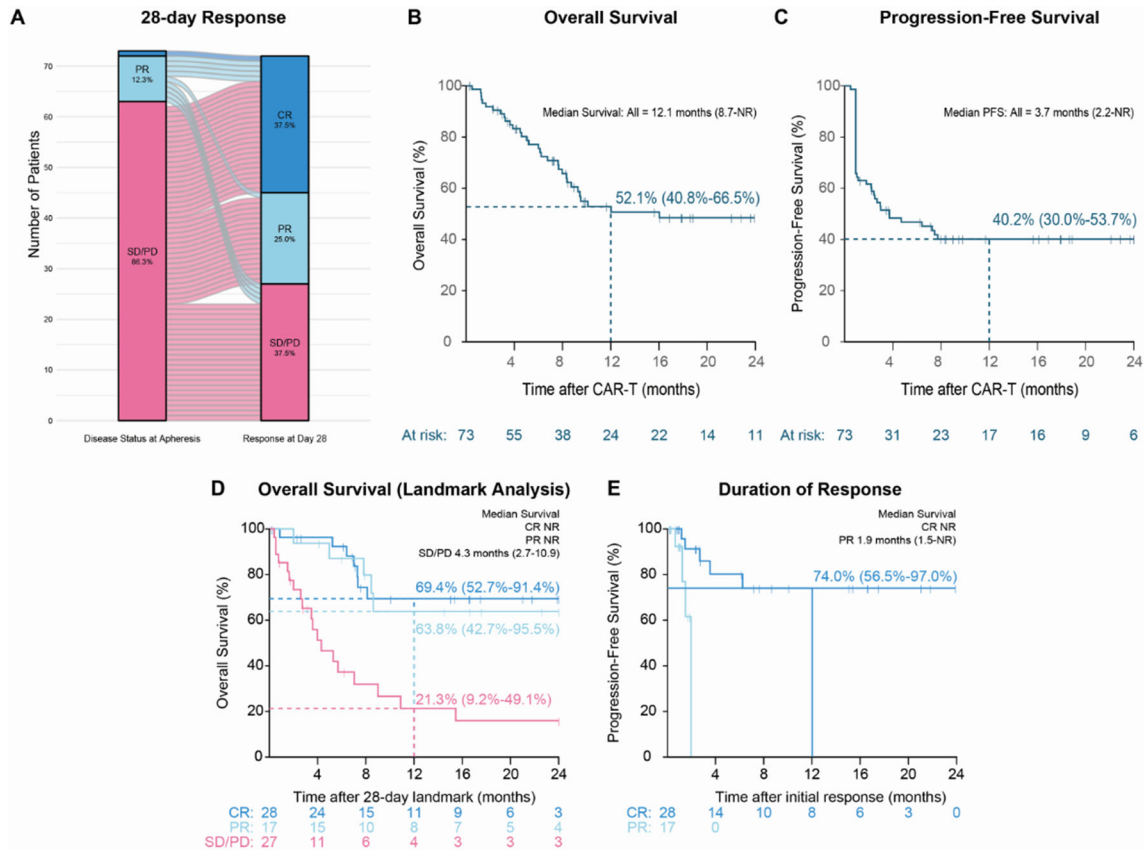 A
28-day Response
Number of Patients
70
60
50
40
30
20
10
0
PR
12.3%
SD/PD
86.3%
CR
37.5%
PR
25.0%
SD/PD
37.5%
Disease Status at Apheresis
Response at Day 28
B
Overall Survival
Overall Survival (%)
100
80
60
40
20
0
Median Survival: All = 12.1 months (8.7-NR)
52.1% (40.8%-66.5%)
4 8 12 16 20 24
Time after CAR-T (months)
At risk: 73 55 38 24 22 14 11
C
Progression-Free Survival
Progression-Free Survival (%)
100
80
60
40
20
0
Median PFS: All = 3.7 months (2.2-NR)
40.2% (30.0%-53.7%)
4 8 12 16 20 24
Time after CAR-T (months)
At risk: 73 31 23 17 16 9 6
D
Overall Survival (Landmark Analysis)
Overall Survival (%)
100
80
60
40
20
0
Median Survival
CR NR
PR NR
SD/PD 4.3 months (2.7-10.9)
69.4% (52.7%-91.4%)
63.8% (42.7%-95.5%)
21.3% (9.2%-49.1%)
4 8 12 16 20 24
Time after 28-day landmark (months)
CR: 28 24 15 11 9 6 3
PR: 17 15 10 8 7 5 4
SD/PD: 27 11 6 4 3 3 3
E
Duration of Response
Progression-Free Survival (%)
100
80
60
40
20
0
Median Survival
CR NR
PR 1.9 months (1.5-NR)
74.0% (56.5%-97.0%)
4 8 12 16 20 24
Time after initial response (months)
CR: 28 14 10 8 6 3 0
PR: 17 0